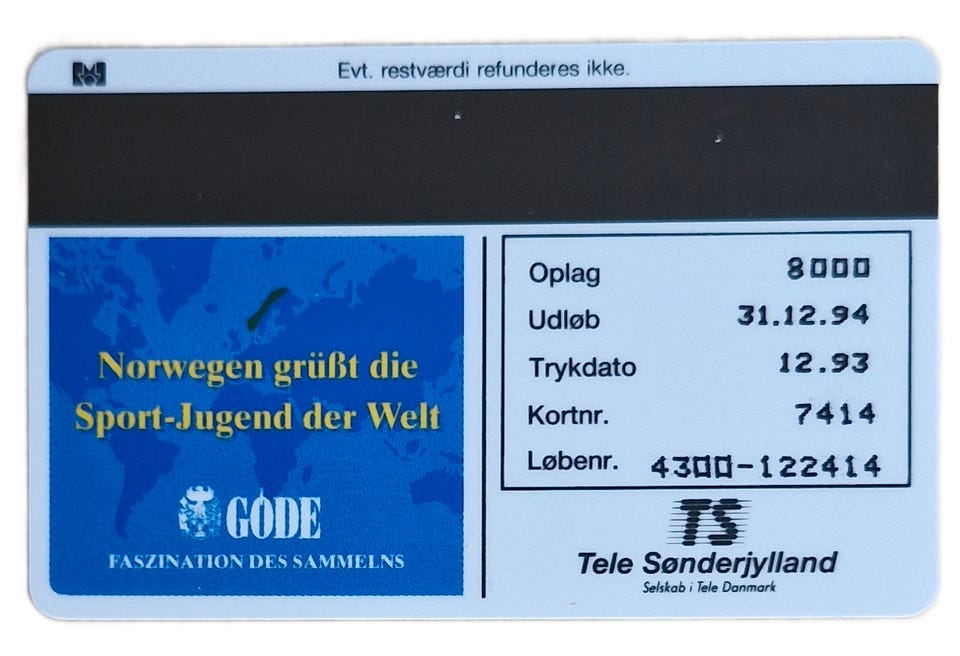 Evt. restværdi refunderes ikke.
Norwegen grüßt die
Sport-Jugend der Welt
GÖDE
FASZINATION DES SAMMELNS
Oplag 8000
Udløb 31.12.94
Trykdato 12.93
Kortnr. 7414
Løbenr. 4300-122414
TS
Tele Sønderjylland
Selskab i Tele Danmark